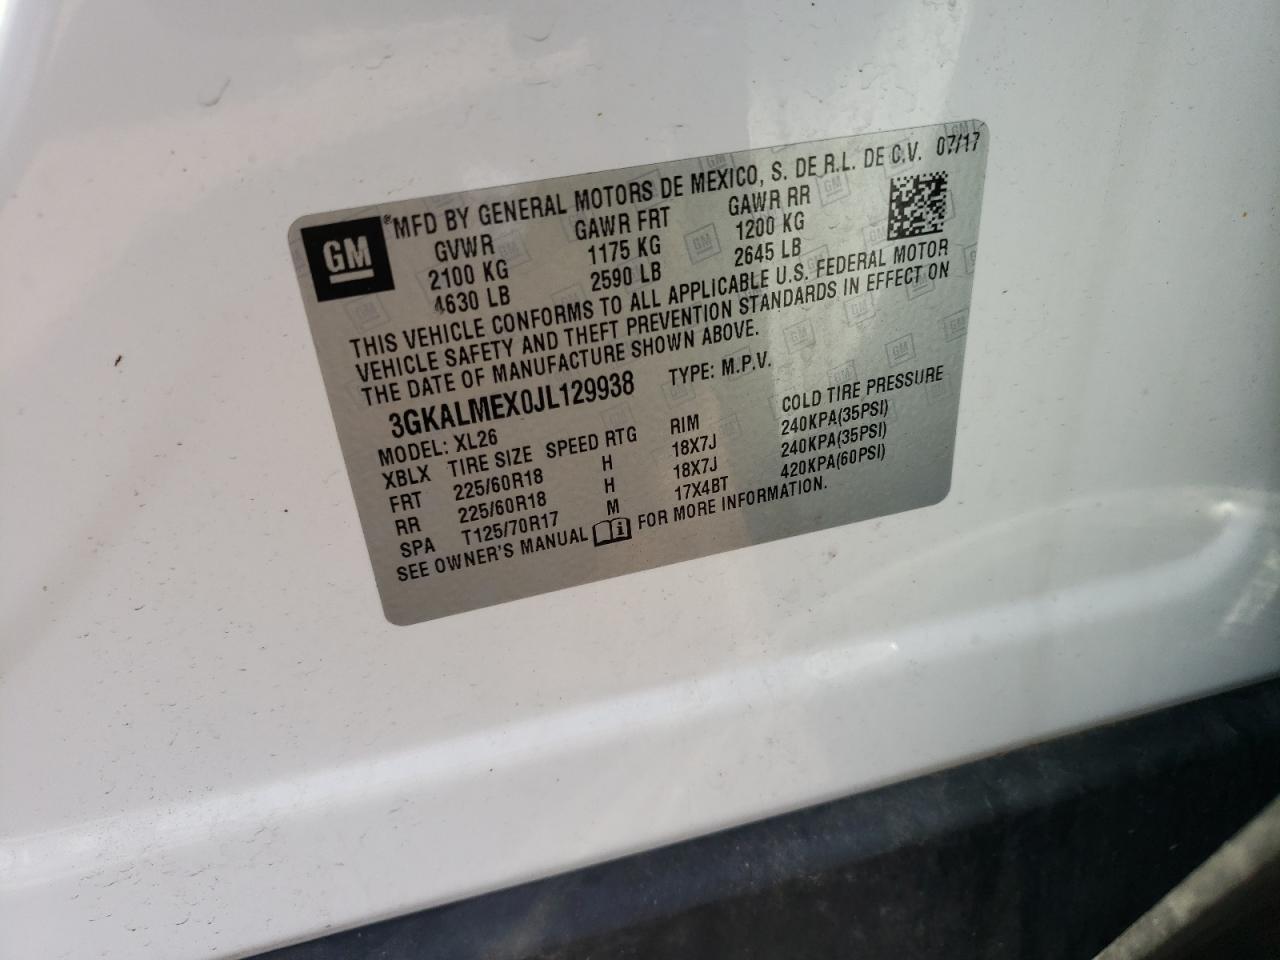 GM
® MFD BY GENERAL MOTORS DE MEXICO, S. DE R.L. DE C.V. 07/17
GVWR GAWR FRT GAWR RR
2100 KG 1175 KG 1200 KG
4630 LB 2590 LB 2645 LB
THIS VEHICLE CONFORMS TO ALL APPLICABLE U.S. FEDERAL MOTOR
VEHICLE SAFETY AND THEFT PREVENTION STANDARDS IN EFFECT ON
THE DATE OF MANUFACTURE SHOWN ABOVE.
3GKALMEX0JL129938 TYPE: M.P.V.
MODEL: XL26
XBLX TIRE SIZE SPEED RTG RIM COLD TIRE PRESSURE
FRT 225/60R18 H 18X7J 240KPA(35PSI)
RR 225/60R18 H 18X7J 240KPA(35PSI)
SPA T125/70R17 M 17X4BT 420KPA(60PSI)
SEE OWNER'S MANUAL i FOR MORE INFORMATION.